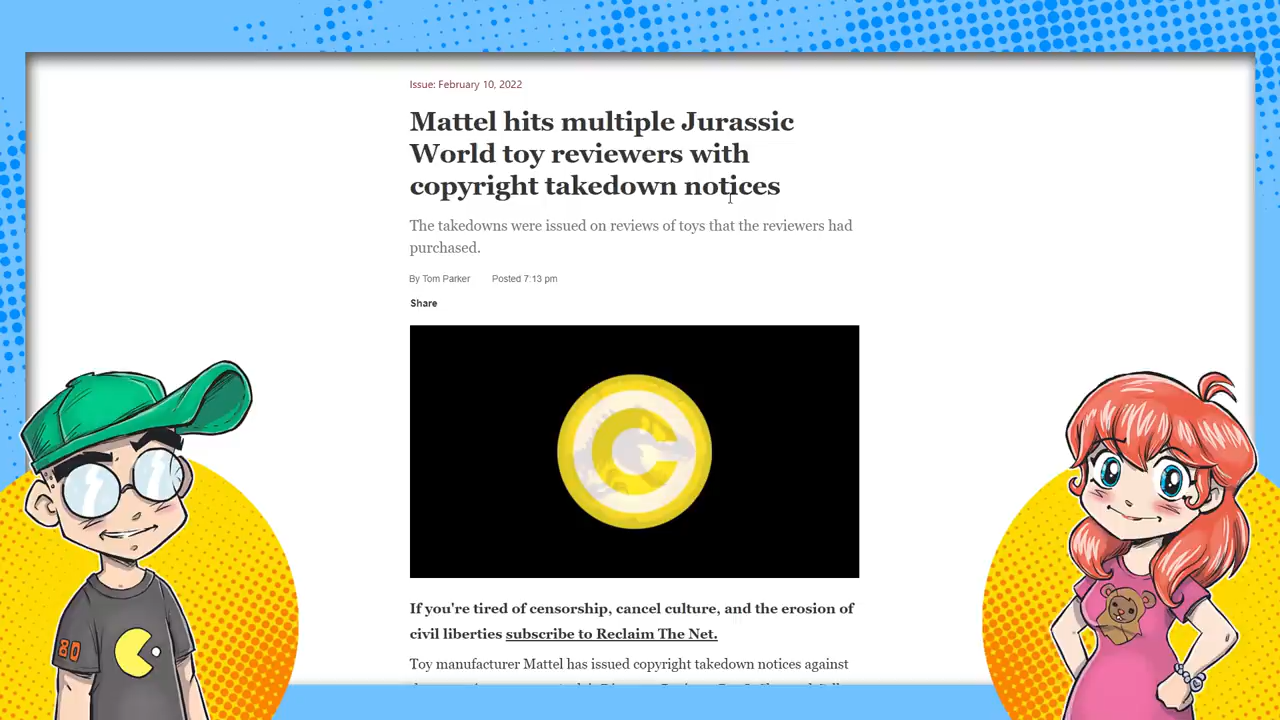 Issue: February 10, 2022
Mattel hits multiple Jurassic
World toy reviewers with
copyright takedown notices
The takedowns were issued on reviews of toys that the reviewers had
purchased.
By Tom Parker Posted 7:13 pm
Share
C
If you're tired of censorship, cancel culture, and the erosion of
civil liberties subscribe to Reclaim The Net.
Toy manufacturer Mattel has issued copyright takedown notices against
80